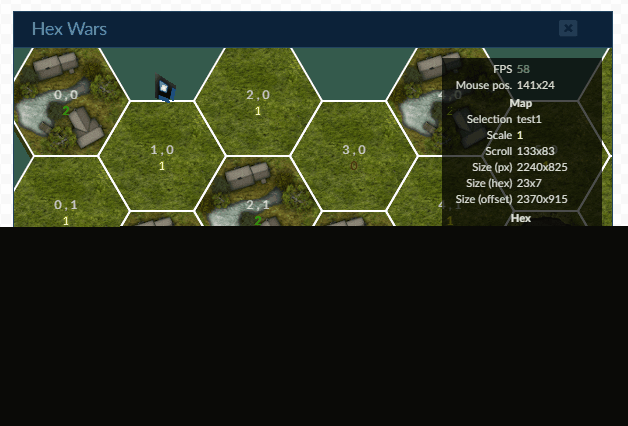 Hex Wars
FPS 58
Mouse pos. 141x24
Map
Selection test1
Scale 1
Scroll 133x83
Size (px) 2240x825
Size (hex) 23x7
Size (offset) 2370x915
Hex
0,0
2
2,0
1
1,0
1
3,0
0,1
1
2,1
2